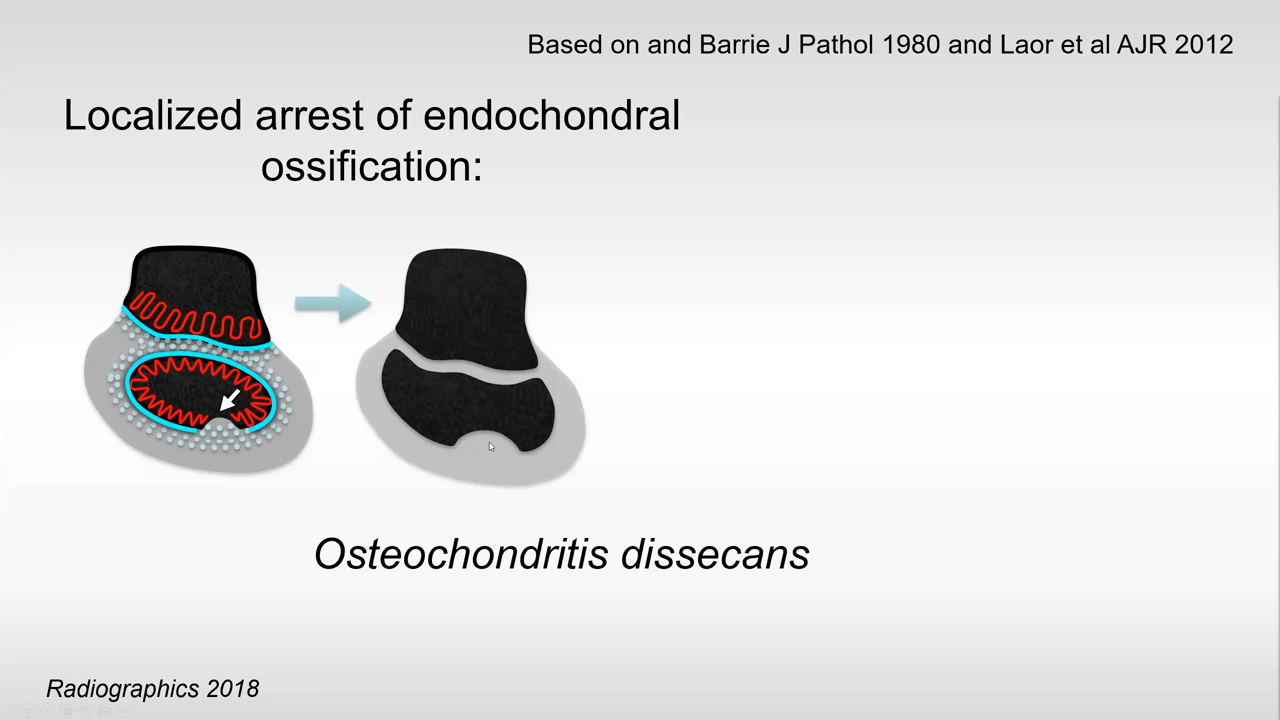 Based on and Barrie J Pathol 1980 and Laor et al AJR 2012
Localized arrest of endochondral
ossification:
Osteochondritis dissecans
Radiographics 2018